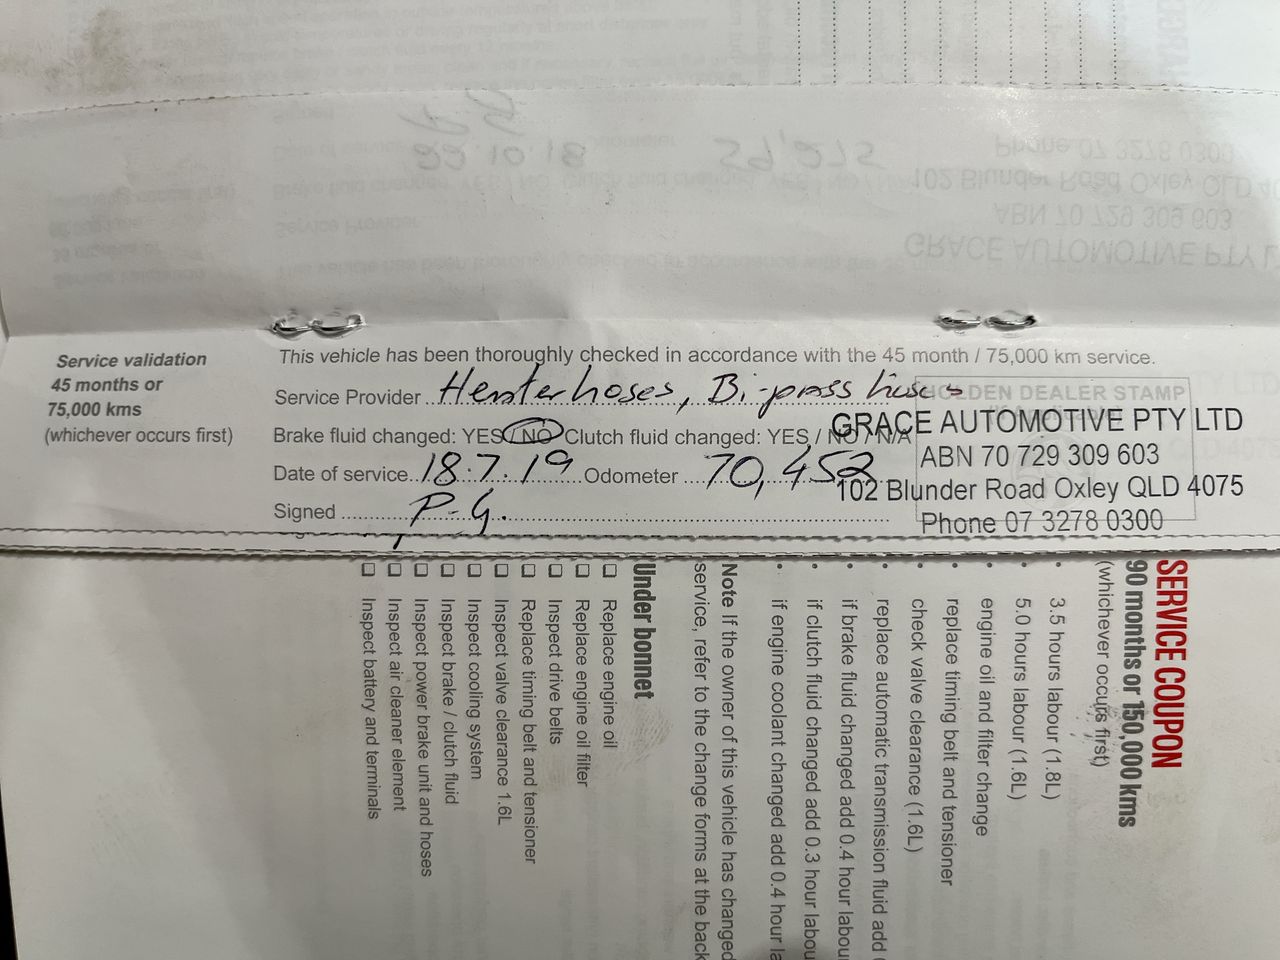 Service validation
45 months or
75,000 kms
(whichever occurs first)
This vehicle has been thoroughly checked in accordance with the 45 month / 75,000 km service.
Service Provider Heaterhoses, Bi-pass hoses
Brake fluid changed: YES / NO Clutch fluid changed: YES / NO / N/A
Date of service 18.7.19 Odometer 70,452
Signed P.G.
HOLDEN DEALER STAMP
GRACE AUTOMOTIVE PTY LTD
ABN 70 729 309 603
102 Blunder Road Oxley QLD 4075
Phone 07 3278 0300
SERVICE COUPON
90 months or 150,000 kms
(whichever occurs first)
• 3.5 hours labour (1.8L)
• 5.0 hours labour (1.6L)
• engine oil and filter change
• replace timing belt and tensioner
• check valve clearance (1.6L)
• replace automatic transmission fluid add
• if brake fluid changed add 0.4 hour labour
• if clutch fluid changed add 0.3 hour labou
• if engine coolant changed add 0.4 hour la
Note If the owner of this vehicle has changed
service, refer to the change forms at the back
Under bonnet
Replace engine oil
Replace engine oil filter
Inspect drive belts
Replace timing belt and tensioner
Inspect valve clearance 1.6L
Inspect cooling system
Inspect brake / clutch fluid
Inspect power brake unit and hoses
Inspect air cleaner element
Inspect battery and terminals